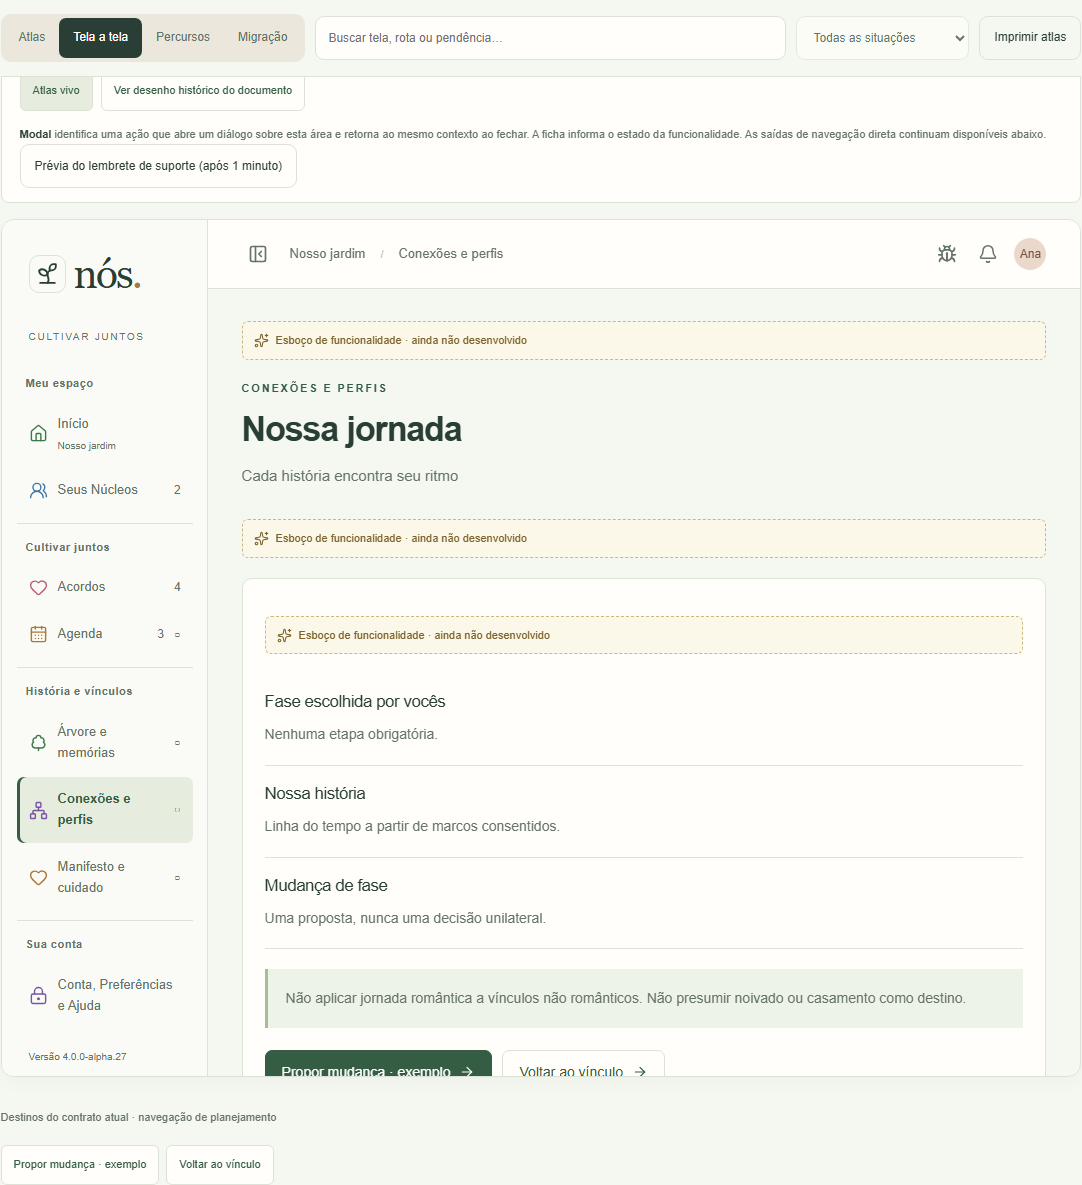 Atlas
Tela a tela
Percursos
Migração
Buscar tela, rota ou pendência...
Todas as situações
Imprimir atlas
Atlas vivo
Ver desenho histórico do documento
Modal identifica uma ação que abre um diálogo sobre esta área e retorna ao mesmo contexto ao fechar. A ficha informa o estado da funcionalidade. As saídas de navegação direta continuam disponíveis abaixo.
Prévia do lembrete de suporte (após 1 minuto)
nós.
CULTIVAR JUNTOS
Meu espaço
Início
Nosso jardim
Seus Núcleos 2
Cultivar juntos
Acordos 4
Agenda 3
História e vínculos
Árvore e
memórias
Conexões e
perfis
Manifesto e
cuidado
Sua conta
Conta, Preferências
e Ajuda
Versão 4.0.0-alpha.27
Nosso jardim / Conexões e perfis
Ana
Esboço de funcionalidade · ainda não desenvolvido
CONEXÕES E PERFIS
Nossa jornada
Cada história encontra seu ritmo
Esboço de funcionalidade · ainda não desenvolvido
Esboço de funcionalidade · ainda não desenvolvido
Fase escolhida por vocês
Nenhuma etapa obrigatória.
Nossa história
Linha do tempo a partir de marcos consentidos.
Mudança de fase
Uma proposta, nunca uma decisão unilateral.
Não aplicar jornada romântica a vínculos não românticos. Não presumir noivado ou casamento como destino.
Propor mudança · exemplo →
Voltar ao vínculo →
Destinos do contrato atual · navegação de planejamento
Propor mudança · exemplo
Voltar ao vínculo